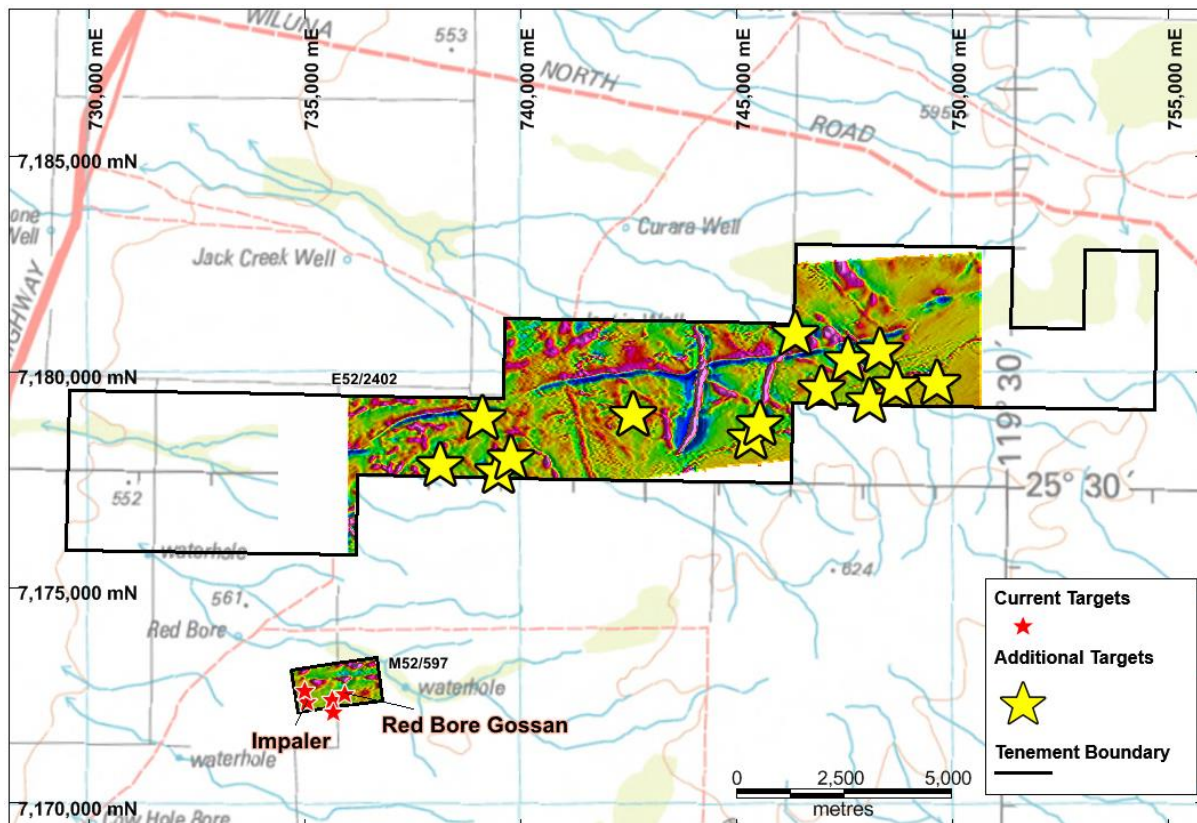 WILUNA
NORTH
ROAD
553
595
730,000 mE
735,000 mE
740,000 mE
745,000 mE
750,000 mE
755,000 mE
7,185,000 mN
Well
Jack Creek Well
Curara Well
7,180,000 mN
E52/2402
552
119° 30'
25° 30'
waterhole
624
7,175,000 mN
561
Red Bore
M52/597
waterhole
Impaler
Red Bore Gossan
waterhole
7,170,000 mN
Low Hole Bore
0 2,500 5,000
metres
Current Targets
Additional Targets
Tenement Boundary